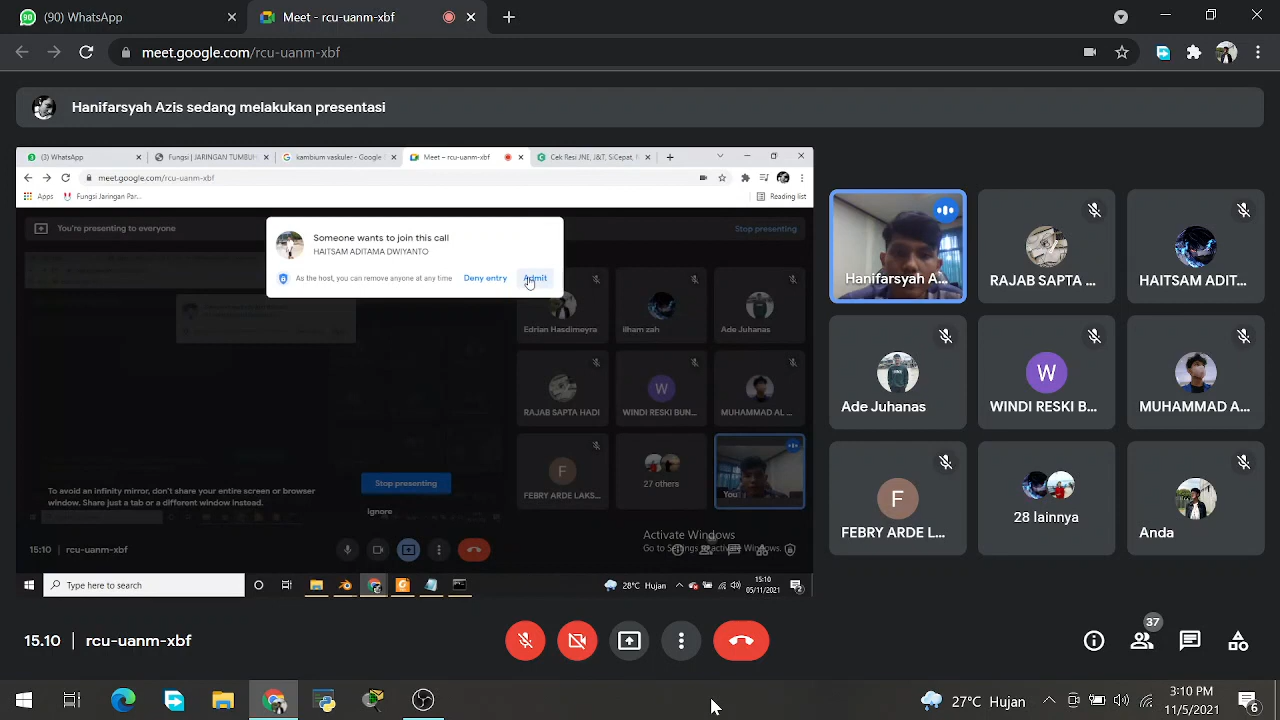 (90) WhatsApp
Meet - rcu-uanm-xbf
meet.google.com/rcu-uanm-xbf
Hanifarsyah Azis sedang melakukan presentasi
(3) WhatsApp
Fungsi | JARINGAN TUMBU
kambium vaskuler - Google
Meet – rcu-uanm-xbf
Cek Resi JNE, J&T, SiCepat,
meet.google.com/rcu-uanm-xbf
Apps
Fungsi Jaringan Par...
Reading list
You're presenting to everyone
Stop presenting
Someone wants to join this call
HAITSAM ADITAMA DWIYANTO
As the host, you can remove anyone at any time
Deny entry
Admit
Edrian Hasdimeyra
ilham zah
Ade Juhanas
RAJAB SAPTA HADI
W
WINDI RESKI BUN...
MUHAMMAD AL ...
F
FEBRY ARDE LAKS...
27 others
You
Stop presenting
To avoid an infinity mirror, don't share your entire screen or browser
window. Share just a tab or a different window instead.
Ignore
Activate Windows
Go to Settings
15:10 | rcu-uanm-xbf
Type here to search
28°C Hujan
15:10
05/11/2021
2
Hanifarsyah A...
RAJAB SAPTA ...
HAITSAM ADIT...
Ade Juhanas
W
WINDI RESKI B...
MUHAMMAD A...
F
FEBRY ARDE L...
28 lainnya
Anda
15.10 | rcu-uanm-xbf
37
27°C Hujan
3:10 PM
11/5/2021
6